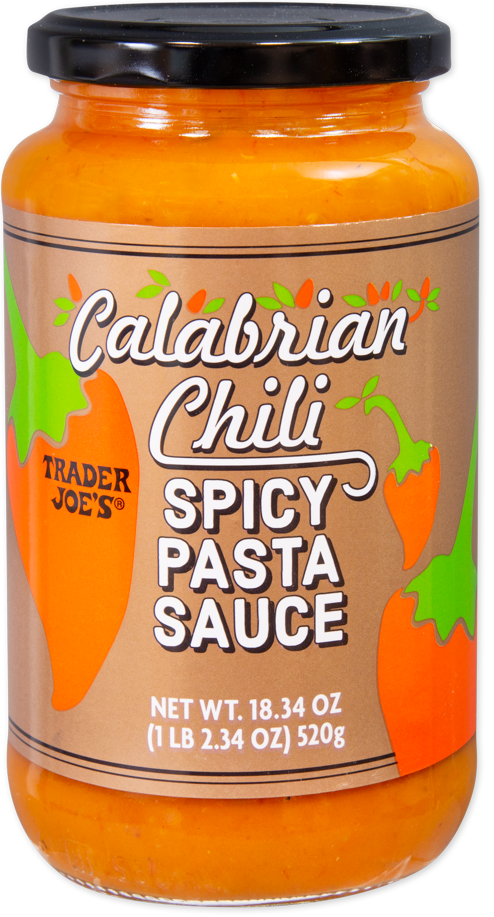 Calabrian
Chili
TRADER
JOE'S®
SPICY
PASTA
SAUCE
NET WT. 18.34 OZ
(1 LB 2.34 OZ) 520g